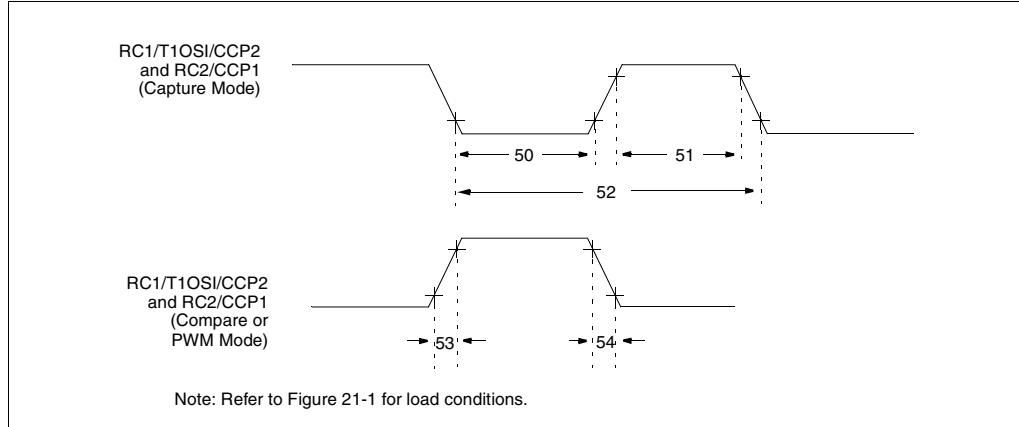 RC1/T1OSI/CCP2
and RC2/CCP1
(Capture Mode)
50
51
52
RC1/T1OSI/CCP2
and RC2/CCP1
(Compare or
PWM Mode)
53
54
Note: Refer to Figure 21-1 for load conditions.